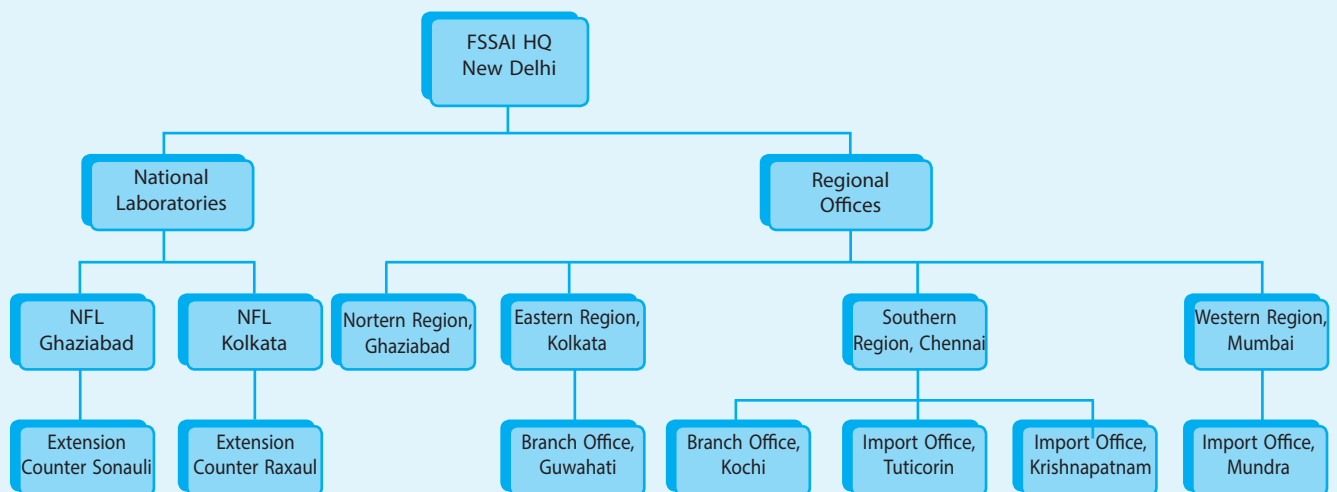 FSSAI HQ
New Delhi
National
Laboratories
Regional
Offices
NFL
Ghaziabad
NFL
Kolkata
Nortern Region,
Ghaziabad
Eastern Region,
Kolkata
Southern
Region, Chennai
Western Region,
Mumbai
Extension
Counter Sonauli
Extension
Counter Raxaul
Branch Office,
Guwahati
Branch Office,
Kochi
Import Office,
Tuticorin
Import Office,
Krishnapatnam
Import Office,
Mundra